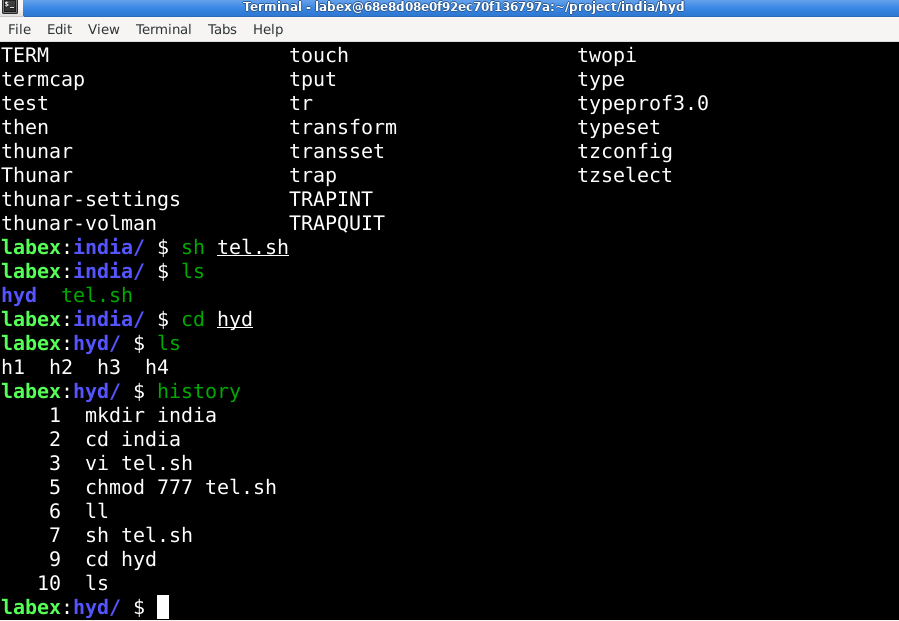 Terminal - labex@68e8d08e0f92ec70f136797a:~/project/india/hyd
File Edit View Terminal Tabs Help
TERM touch twopi
termcap tput type
test tr typeprof3.0
then transform typeset
thunar transset tzconfig
Thunar trap tzselect
thunar-settings TRAPINT
thunar-volman TRAPQUIT
labex:india/ $ sh tel.sh
labex:india/ $ ls
hyd tel.sh
labex:india/ $ cd hyd
labex:hyd/ $ ls
h1 h2 h3 h4
labex:hyd/ $ history
1 mkdir india
2 cd india
3 vi tel.sh
5 chmod 777 tel.sh
6 ll
7 sh tel.sh
9 cd hyd
10 ls
labex:hyd/ $